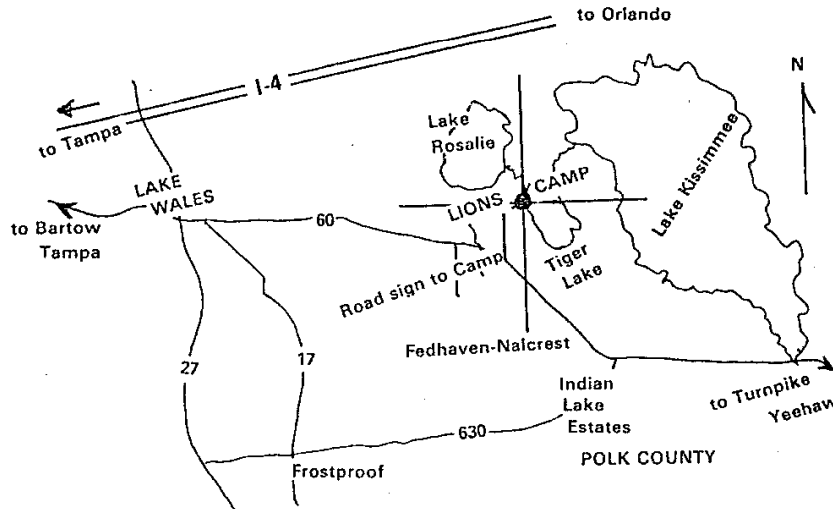 to Orlando
I-4
to Tampa
N
Lake
Rosalie
Lake Kissimmee
LAKE
WALES
CAMP
LIONS
to Bartow
Tampa
60
Tiger
Lake
Road sign to Camp
Fedhaven-Nalcrest
27
17
Indian
Lake
Estates
to Turnpike
Yeehaw
630
Frostproof
POLK COUNTY